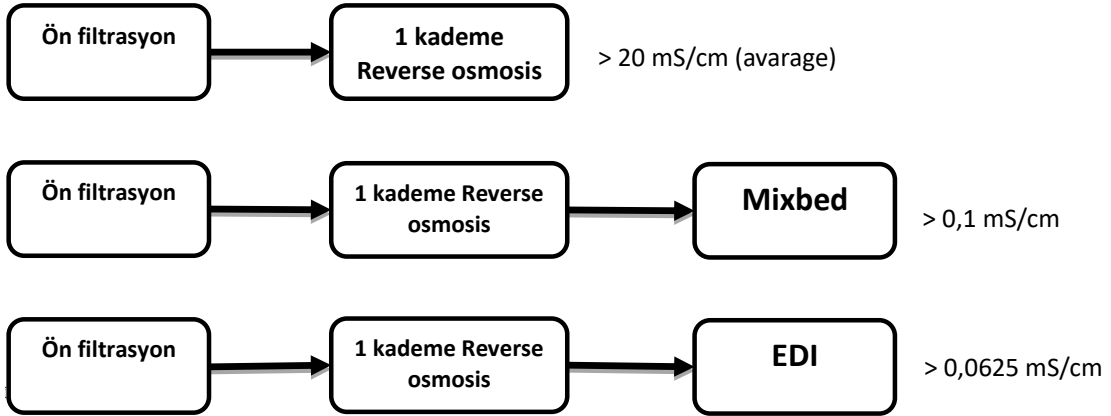 Ön filtrasyon
1 kademe
Reverse osmosis
> 20 mS/cm (avarage)
Ön filtrasyon
1 kademe Reverse
osmosis
Mixbed
> 0,1 mS/cm
Ön filtrasyon
1 kademe Reverse
osmosis
EDI
> 0,0625 mS/cm